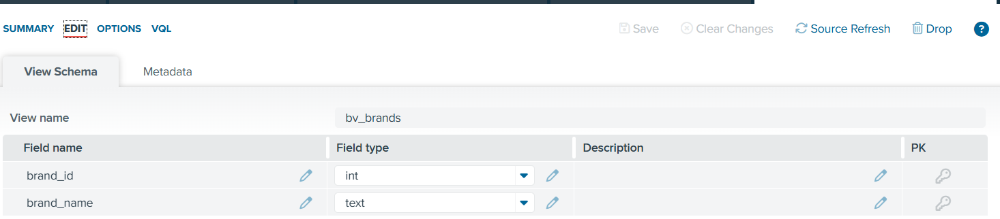 SUMMARY EDIT OPTIONS VQL Save Clear Changes Source Refresh Drop ?
View Schema Metadata
View name bv_brands
Field name Field type Description PK
brand_id int
brand_name text